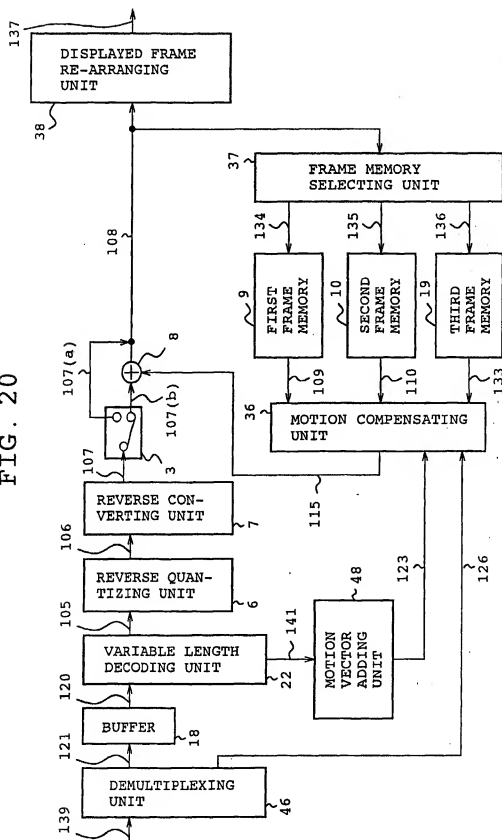 FIG. 20
139
DEMULTIPLEXING
UNIT
46
121
BUFFER
18
120
VARIABLE LENGTH
DECODING UNIT
22
105
REVERSE QUAN-
TIZING UNIT
6
106
REVERSE CON-
VERTING UNIT
7
107
3
107(a)
107(b)
8
108
DISPLAYED FRAME
RE-ARRANGING
UNIT
38
137
141
MOTION
VECTOR
ADDING
UNIT
48
123
126
115
MOTION COMPENSATING
UNIT
36
109
110
133
FIRST
FRAME
MEMORY
9
SECOND
FRAME
MEMORY
10
THIRD
FRAME
MEMORY
19
134
135
136
FRAME MEMORY
SELECTING UNIT
37